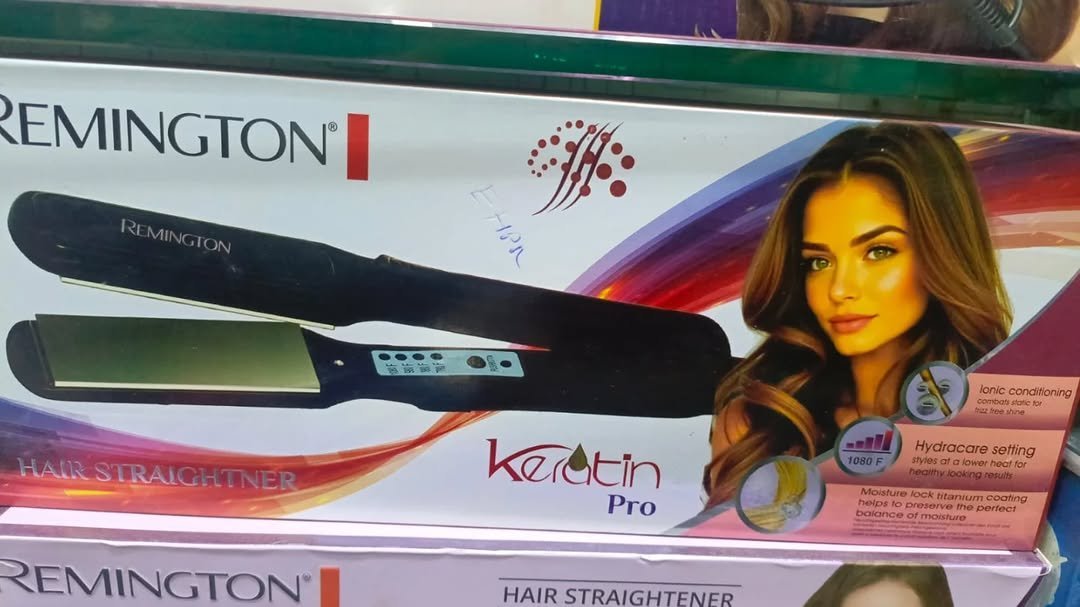 REMINGTON®
REMINGTON
HAIR STRAIGHTNER
Keratin
Pro
Ionic conditioning
combats static for
frizz free shine
1080 F
Hydracare setting
styles at a lower heat for
healthy looking results
Moisture lock titanium coating
helps to preserve the perfect
balance of moisture
REMINGTON®
HAIR STRAIGHTENER